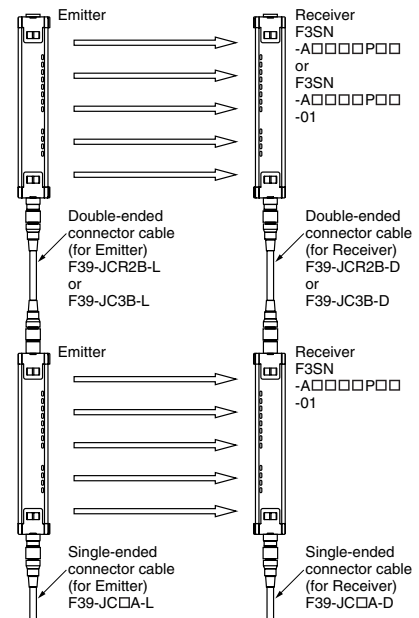 Emitter
Receiver
F3SN
-A□□□□P□□
or
F3SN
-A□□□□P□□
-01
Double-ended
connector cable
(for Emitter)
F39-JCR2B-L
or
F39-JC3B-L
Double-ended
connector cable
(for Receiver)
F39-JCR2B-D
or
F39-JC3B-D
Emitter
Receiver
F3SN
-A□□□□P□□
-01
Single-ended
connector cable
(for Emitter)
F39-JC□A-L
Single-ended
connector cable
(for Receiver)
F39-JC□A-D